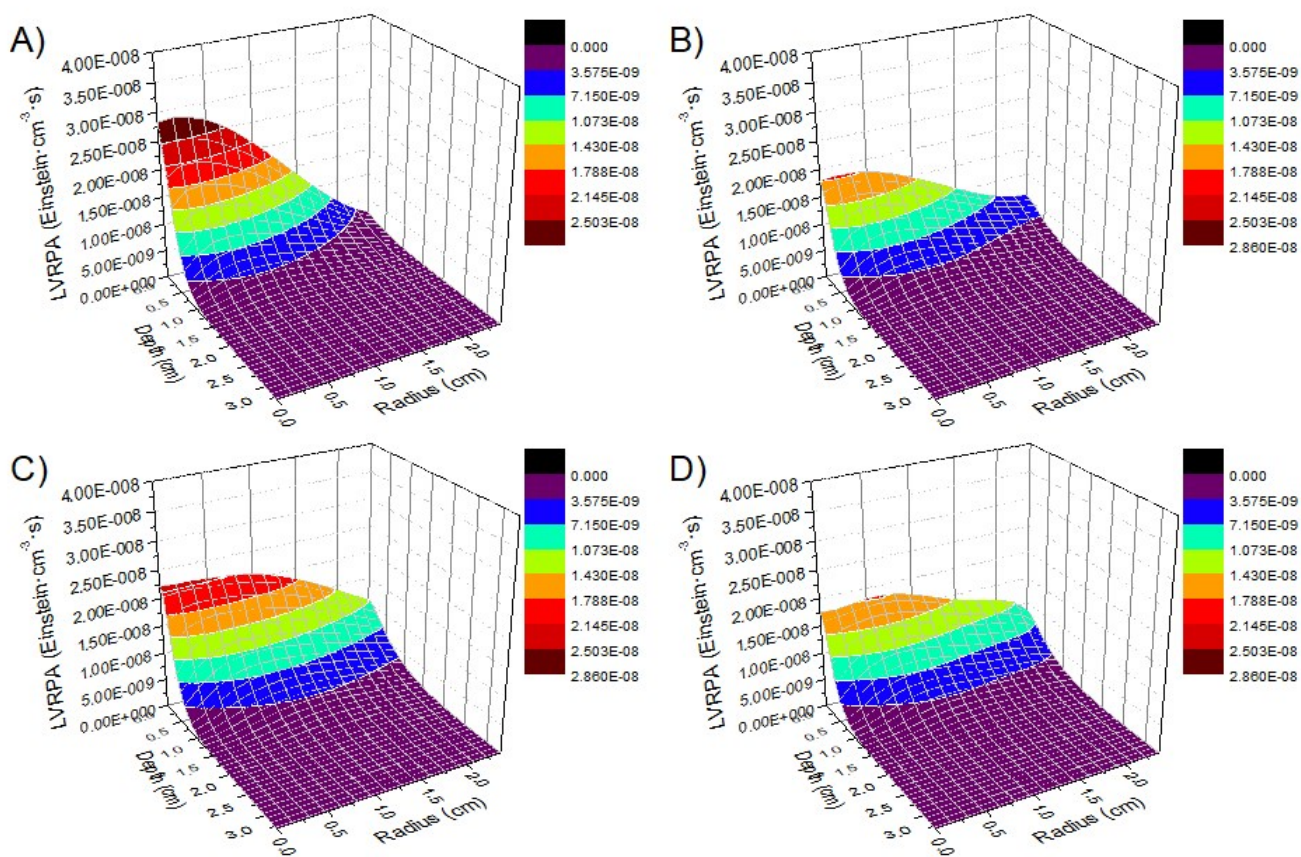 A)
LVRPA (Einstein·cm⁻³·s)
4.00E-008
3.50E-008
3.00E-008
2.50E-008
2.00E-008
1.50E-008
1.00E-008
5.00E-009
0.00E+000
0.5
1.0
1.5
2.0
2.5
3.0
Depth (cm)
0.0
0.5
1.0
1.5
2.0
Radius (cm)
0.000
3.575E-09
7.150E-09
1.073E-08
1.430E-08
1.788E-08
2.145E-08
2.503E-08
2.860E-08
B)
LVRPA (Einstein·cm⁻³·s)
4.00E-008
3.50E-008
3.00E-008
2.50E-008
2.00E-008
1.50E-008
1.00E-008
5.00E-009
0.00E+000
0.5
1.0
1.5
2.0
2.5
3.0
Depth (cm)
0.0
0.5
1.0
1.5
2.0
Radius (cm)
0.000
3.575E-09
7.150E-09
1.073E-08
1.430E-08
1.788E-08
2.145E-08
2.503E-08
2.860E-08
C)
LVRPA (Einstein·cm⁻³·s)
4.00E-008
3.50E-008
3.00E-008
2.50E-008
2.00E-008
1.50E-008
1.00E-008
5.00E-009
0.00E+000
0.5
1.0
1.5
2.0
2.5
3.0
Depth (cm)
0.0
0.5
1.0
1.5
2.0
Radius (cm)
0.000
3.575E-09
7.150E-09
1.073E-08
1.430E-08
1.788E-08
2.145E-08
2.503E-08
2.860E-08
D)
LVRPA (Einstein·cm⁻³·s)
4.00E-008
3.50E-008
3.00E-008
2.50E-008
2.00E-008
1.50E-008
1.00E-008
5.00E-009
0.00E+000
0.5
1.0
1.5
2.0
2.5
3.0
Depth (cm)
0.0
0.5
1.0
1.5
2.0
Radius (cm)
0.000
3.575E-09
7.150E-09
1.073E-08
1.430E-08
1.788E-08
2.145E-08
2.503E-08
2.860E-08